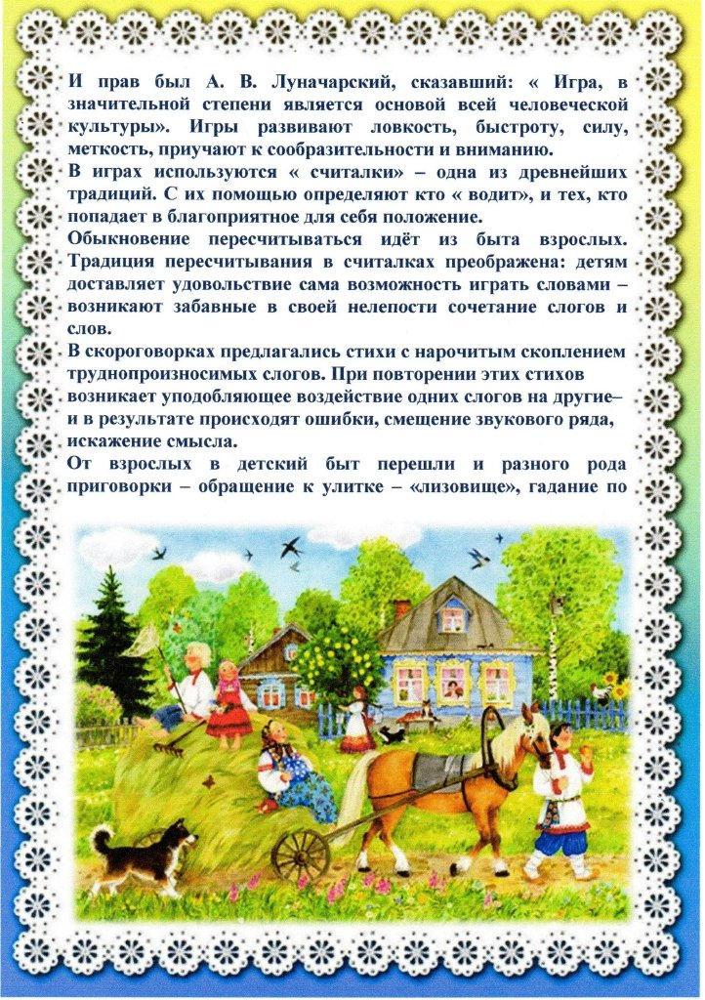 И прав был А. В. Луначарский, сказавший: « Игра, в
значительной степени является основой всей человеческой
культуры». Игры развивают ловкость, быстроту, силу,
меткость, приучают к сообразительности и вниманию.
В играх используются « считалки» – одна из древнейших
традиций. С их помощью определяют кто « водит», и тех, кто
попадает в благоприятное для себя положение.
Обыкновение пересчитываться идёт из быта взрослых.
Традиция пересчитывания в считалках преображена: детям
доставляет удовольствие сама возможность играть словами –
возникают забавные в своей нелепости сочетание слогов и
слов.
В скороговорках предлагались стихи с нарочитым скоплением
труднопроизносимых слогов. При повторении этих стихов
возникает уподобляющее воздействие одних слогов на другие–
и в результате происходят ошибки, смещение звукового ряда,
искажение смысла.
От взрослых в детский быт перешли и разного рода
приговорки – обращение к улитке – «лизовище», гадание по